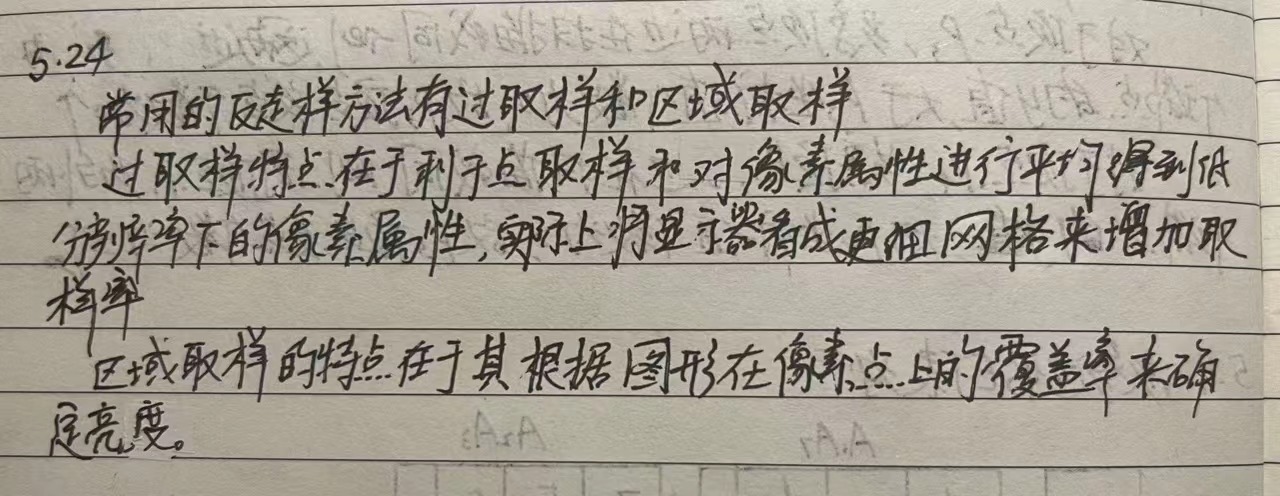 5.24
常用的反走样方法有过取样和区域取样
过取样特点在于利于点取样和对像素属性进行平均得到低
分辨率下的像素属性,实际上将显示器看成更细网格来增加取
样率
区域取样的特点在于其根据图形在像素点上的覆盖率来确
定亮度。